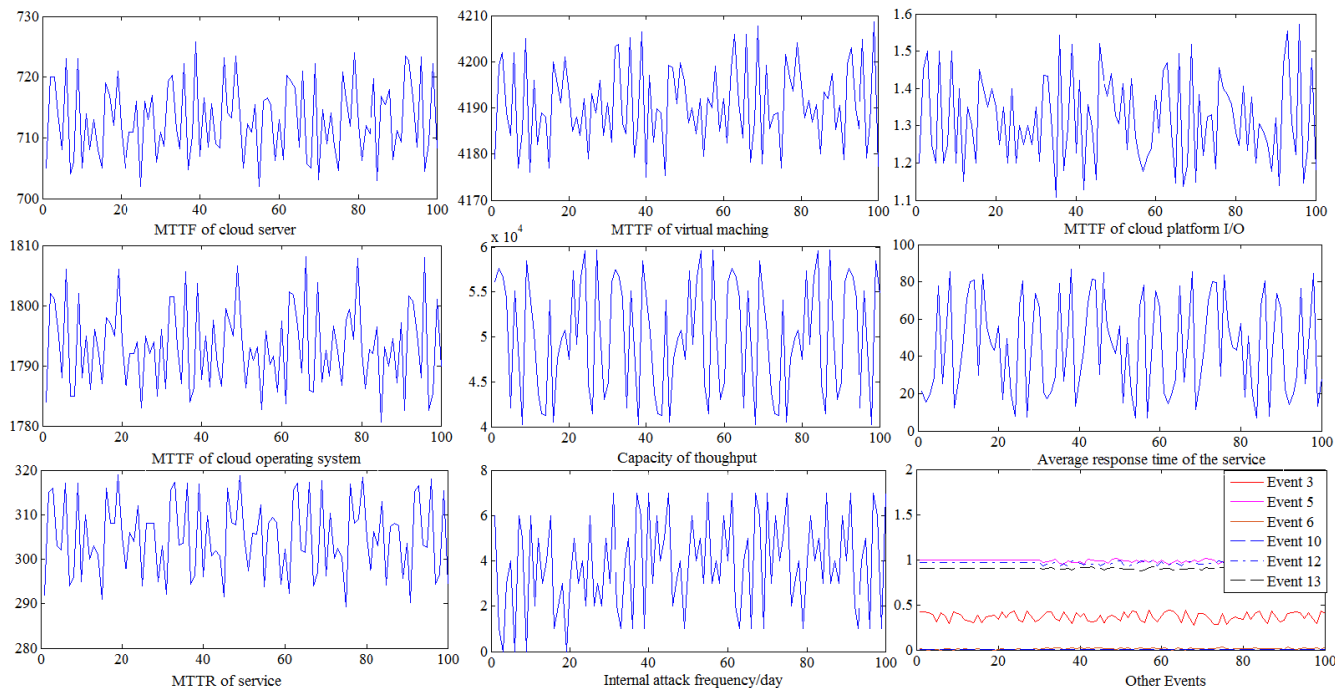 730
720
710
700
0 20 40 60 80 100
MTTF of cloud server
4210
4200
4190
4180
4170
0 20 40 60 80 100
MTTF of virtual maching
1.6
1.5
1.4
1.3
1.2
1.1
0 20 40 60 80 100
MTTF of cloud platform I/O
1810
1800
1790
1780
0 20 40 60 80 100
MTTF of cloud operating system
x 10^4
6
5.5
5
4.5
4
0 20 40 60 80 100
Capacity of thoughput
100
80
60
40
20
0
0 20 40 60 80 100
Average response time of the service
320
310
300
290
280
0 20 40 60 80 100
MTTR of service
8
6
4
2
0
0 20 40 60 80 100
Internal attack frequency/day
2
1.5
1
0.5
0
0 20 40 60 80 100
Other Events
Event 3
Event 5
Event 6
Event 10
Event 12
Event 13